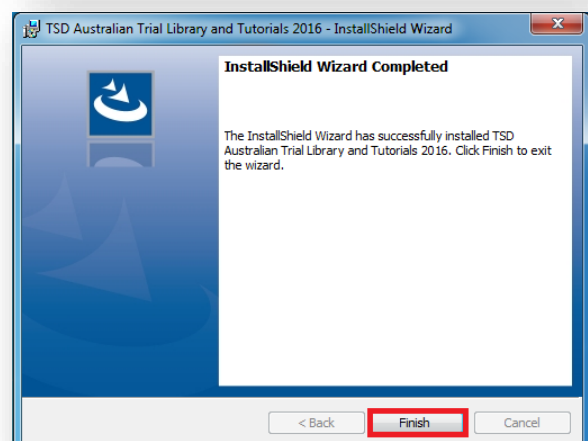 TSD Australian Trial Library and Tutorials 2016 - InstallShield Wizard
InstallShield Wizard Completed
The InstallShield Wizard has successfully installed TSD
Australian Trial Library and Tutorials 2016. Click Finish to exit
the wizard.
< Back
Finish
Cancel